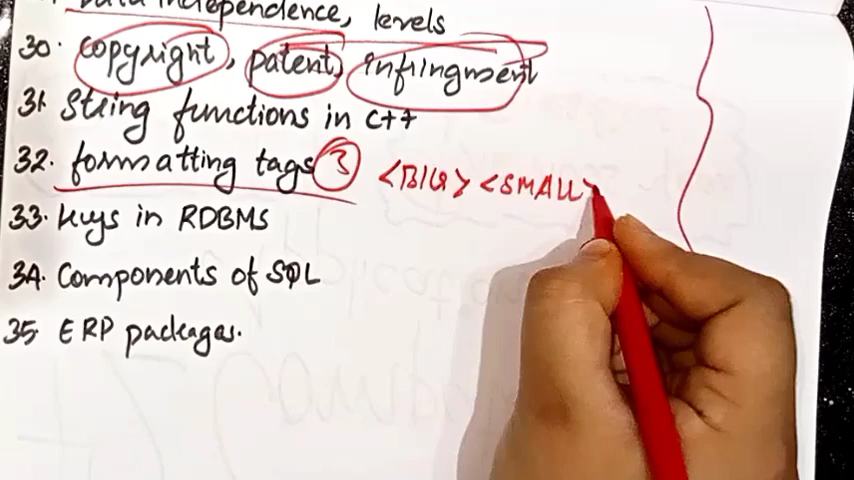 Data independence, levels
30. Copyright, patent, infringment
31. String functions in C++
32. formatting tags 3 <BIG> <SMALL>
33. keys in RDBMS
34. Components of SQL
35. ERP packages.